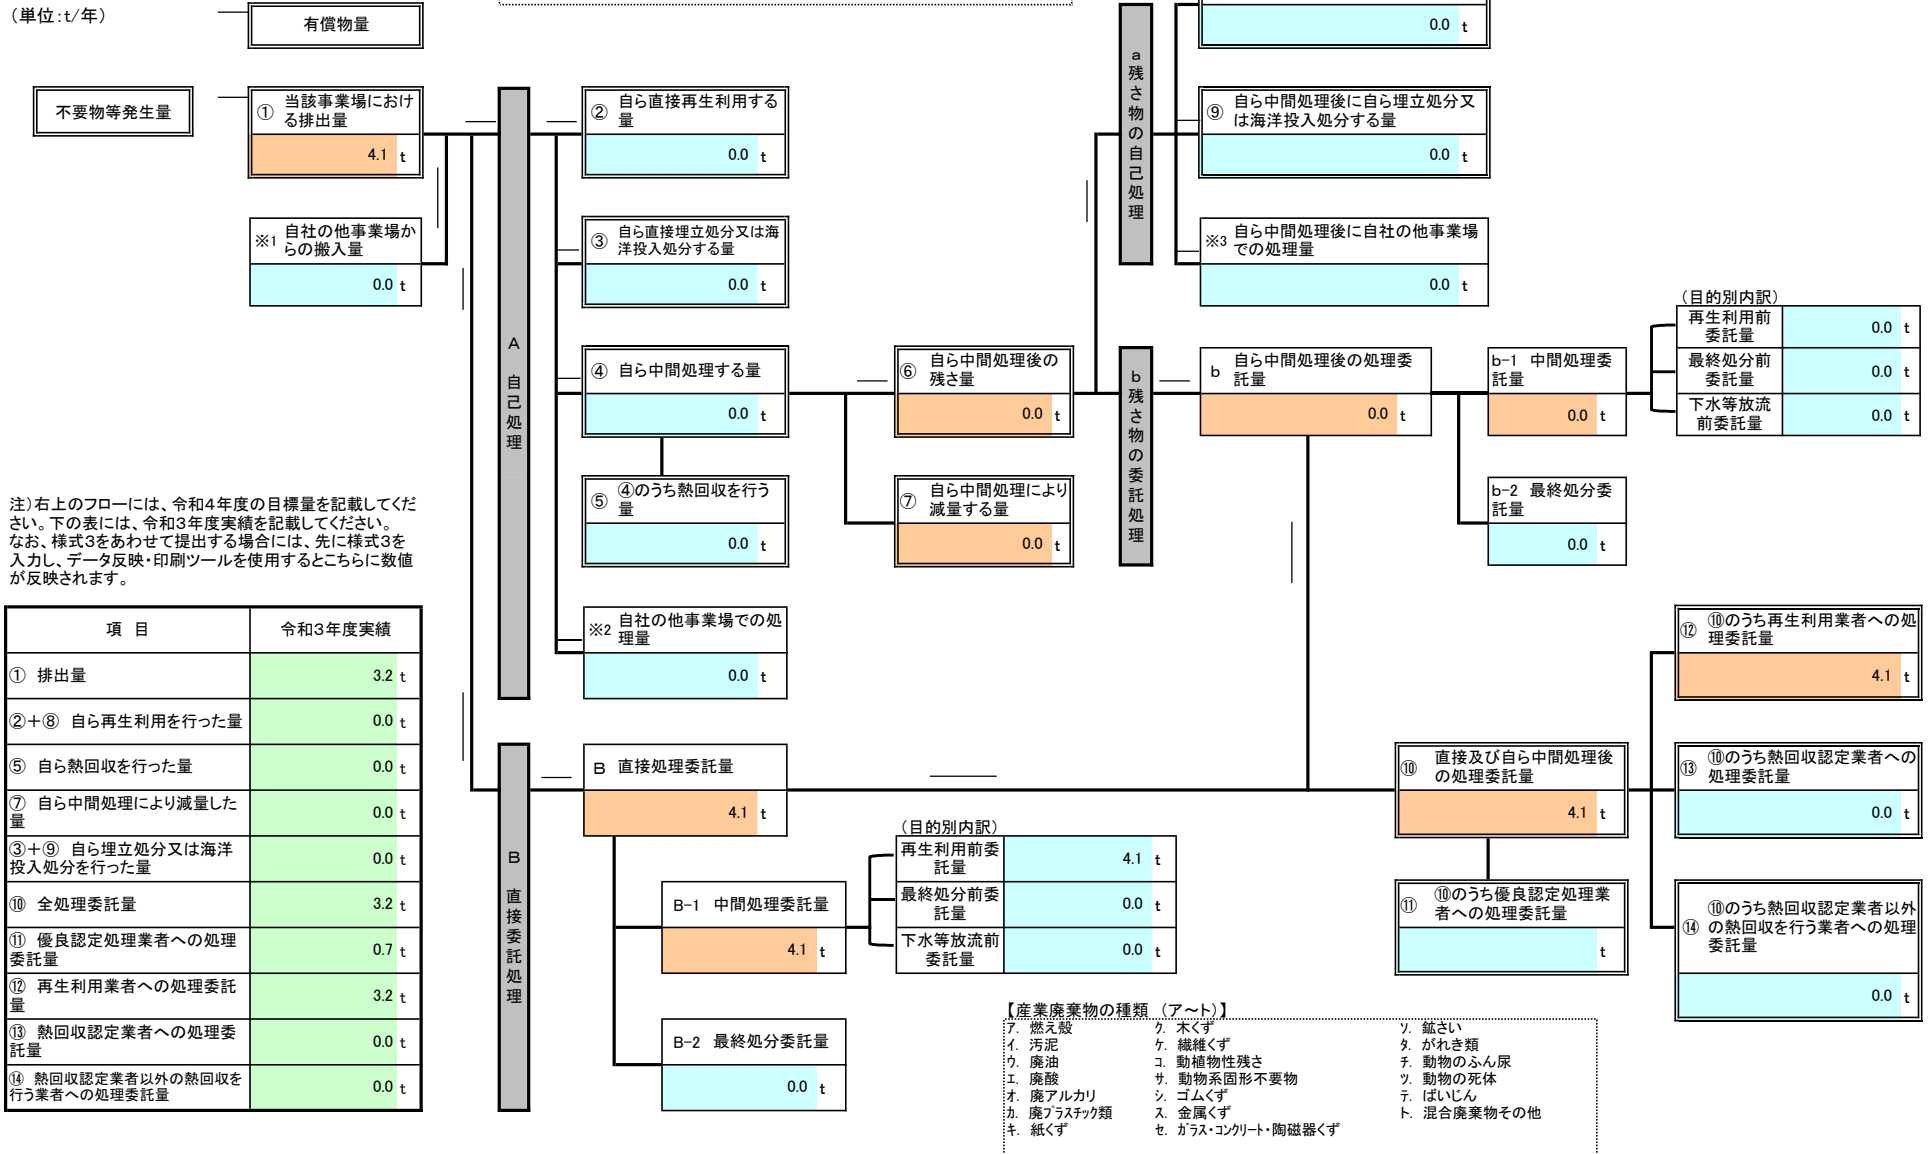 (単位:t/年)
有償物量
0.0 t
不要物等発生量
① 当該事業場におけ
る排出量
4.1 t
※1 自社の他事業場か
らの搬入量
0.0 t
A 自己処理
② 自ら直接再生利用する
量
0.0 t
③ 自ら直接埋立処分又は海
洋投入処分する量
0.0 t
④ 自ら中間処理する量
0.0 t
⑤ ④のうち熱回収を行う
量
0.0 t
※2 自社の他事業場での処
理量
0.0 t
⑥ 自ら中間処理後の
残さ量
0.0 t
⑦ 自ら中間処理により
減量する量
0.0 t
a 残さ物の自己処理
⑨ 自ら中間処理後に自ら埋立処分又
は海洋投入処分する量
0.0 t
※3 自ら中間処理後に自社の他事業場
での処理量
0.0 t
b 残さ物の委託処理
b 自ら中間処理後の処理委
託量
0.0 t
b-1 中間処理委
託量
0.0 t
(目的別内訳)
再生利用前
委託量
0.0 t
最終処分前
委託量
0.0 t
下水等放流
前委託量
0.0 t
b-2 最終処分委
託量
0.0 t
注)右上のフローには、令和4年度の目標量を記載してくだ
さい。下の表には、令和3年度実績を記載してください。
なお、様式3をあわせて提出する場合には、先に様式3を
入力し、データ反映・印刷ツールを使用するとこちらに数値
が反映されます。
項 目 令和3年度実績
① 排出量 3.2 t
②+⑧ 自ら再生利用を行った量 0.0 t
⑤ 自ら熱回収を行った量 0.0 t
⑦ 自ら中間処理により減量した
量 0.0 t
③+⑨ 自ら埋立処分又は海洋
投入処分を行った量 0.0 t
⑩ 全処理委託量 3.2 t
⑪ 優良認定処理業者への処理
委託量 0.7 t
⑫ 再生利用業者への処理委託
量 3.2 t
⑬ 熱回収認定業者への処理委
託量 0.0 t
⑭ 熱回収認定業者以外の熱回収を
行う業者への処理委託量 0.0 t
B 直接委託処理
B 直接処理委託量
4.1 t
B-1 中間処理委託量
4.1 t
(目的別内訳)
再生利用前委
託量
4.1 t
最終処分前委
託量
0.0 t
下水等放流前
委託量
0.0 t
B-2 最終処分委託量
0.0 t
⑩ 直接及び自ら中間処理後
の処理委託量
4.1 t
⑪ ⑩のうち優良認定処理業
者への処理委託量
t
⑫ ⑩のうち再生利用業者への処
理委託量
4.1 t
⑬ ⑩のうち熱回収認定業者への
処理委託量
0.0 t
⑭ ⑩のうち熱回収認定業者以外
の熱回収を行う業者への処理
委託量
0.0 t
【産業廃棄物の種類 (ア~ト)】
ア. 燃え殻
イ. 汚泥
ウ. 廃油
エ. 廃酸
オ. 廃アルカリ
カ. 廃プラスチック類
キ. 紙くず
ク. 木くず
ケ. 繊維くず
コ. 動植物性残さ
サ. 動物系固形不要物
シ. ゴムくず
ス. 金属くず
セ. ガラス・コンクリート・陶磁器くず
ソ. 鉱さい
タ. がれき類
チ. 動物のふん尿
ツ. 動物の死体
テ. ばいじん
ト. 混合廃棄物その他